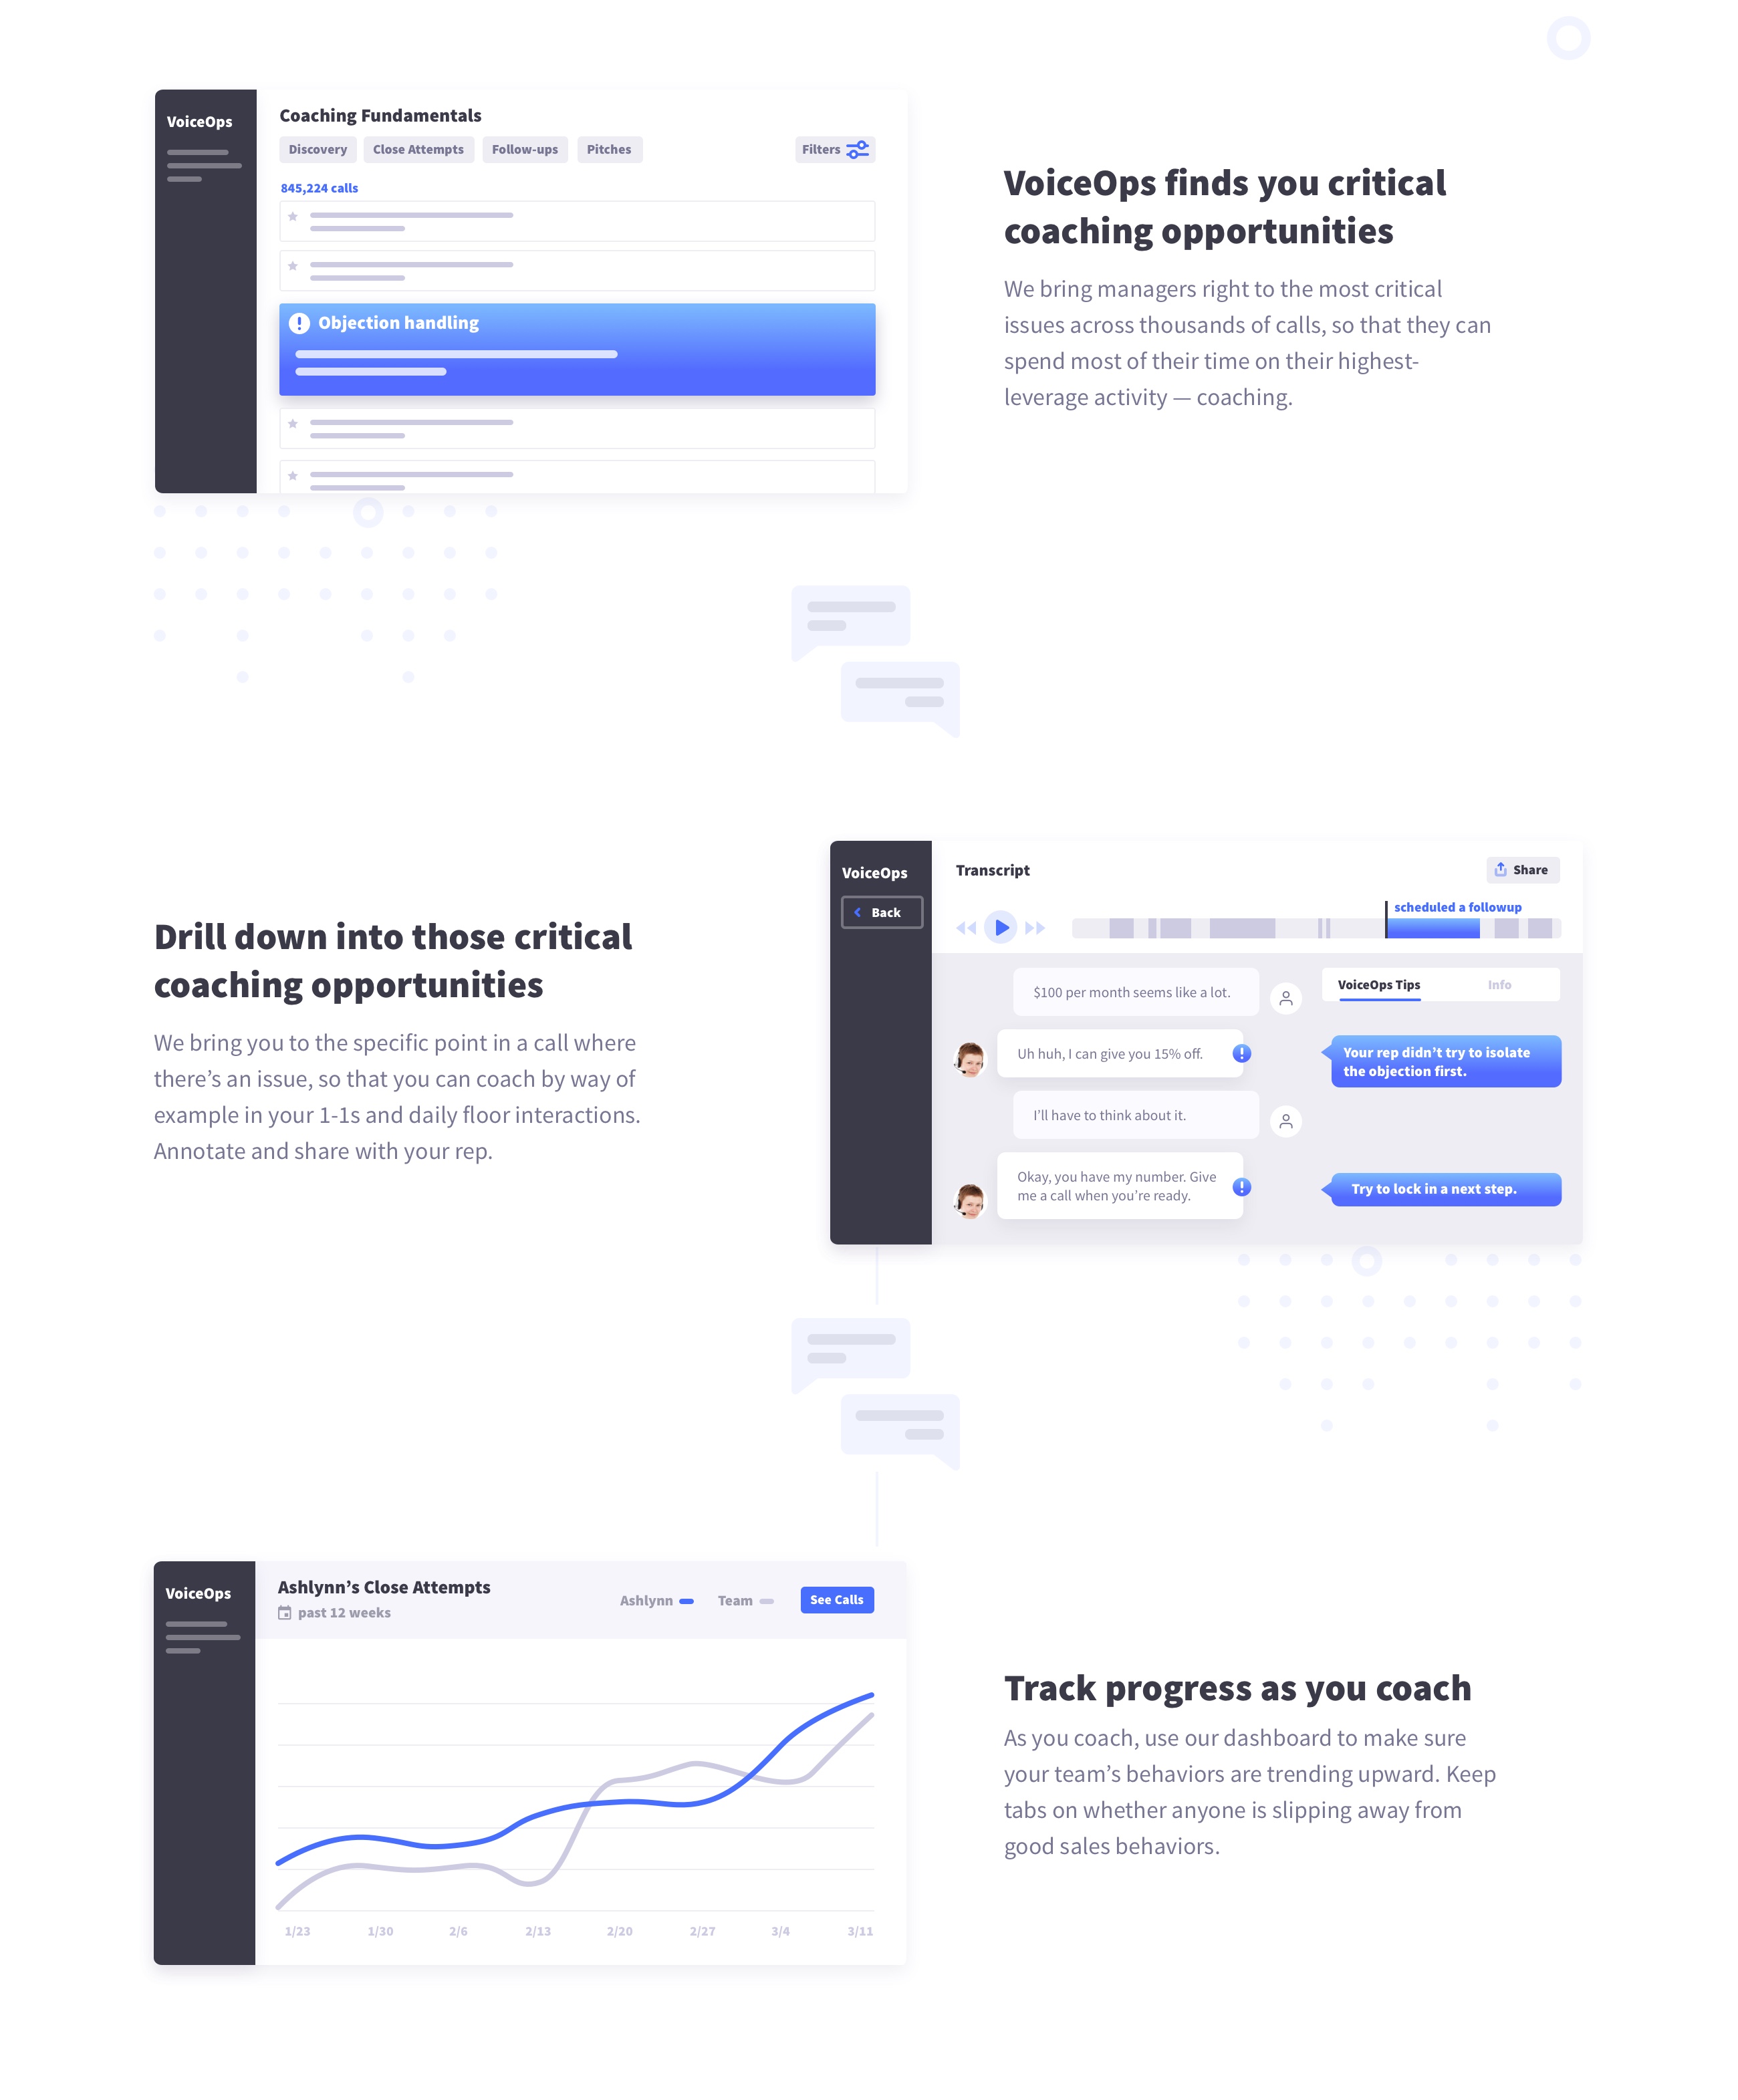 VoiceOps
Coaching Fundamentals
Discovery
Close Attempts
Follow-ups
Pitches
Filters
845,224 calls
Objection handling
VoiceOps finds you critical
coaching opportunities
We bring managers right to the most critical
issues across thousands of calls, so that they can
spend most of their time on their highest-
leverage activity — coaching.
Drill down into those critical
coaching opportunities
We bring you to the specific point in a call where
there’s an issue, so that you can coach by way of
example in your 1-1s and daily floor interactions.
Annotate and share with your rep.
VoiceOps
Back
Transcript
Share
scheduled a followup
$100 per month seems like a lot.
VoiceOps Tips
Info
Uh huh, I can give you 15% off.
Your rep didn’t try to isolate
the objection first.
I’ll have to think about it.
Okay, you have my number. Give
me a call when you’re ready.
Try to lock in a next step.
VoiceOps
Ashlynn’s Close Attempts
past 12 weeks
Ashlynn
Team
See Calls
1/23
1/30
2/6
2/13
2/20
2/27
3/4
3/11
Track progress as you coach
As you coach, use our dashboard to make sure
your team’s behaviors are trending upward. Keep
tabs on whether anyone is slipping away from
good sales behaviors.